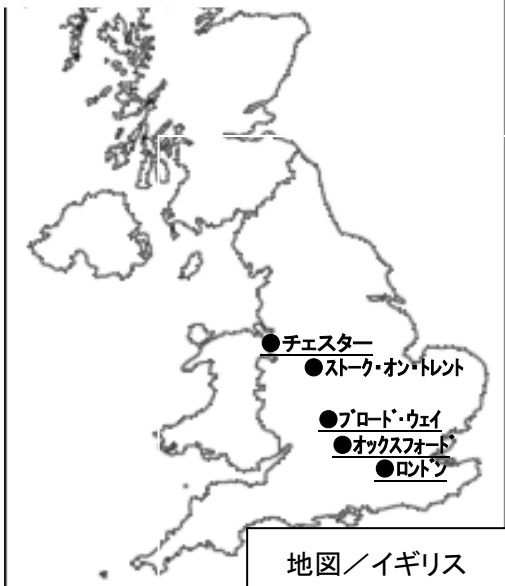 ●チェスター
●ストーク・オン・トレント
●ブロード・ウェイ
●オックスフォード
●ロンドン
地図／イギリス